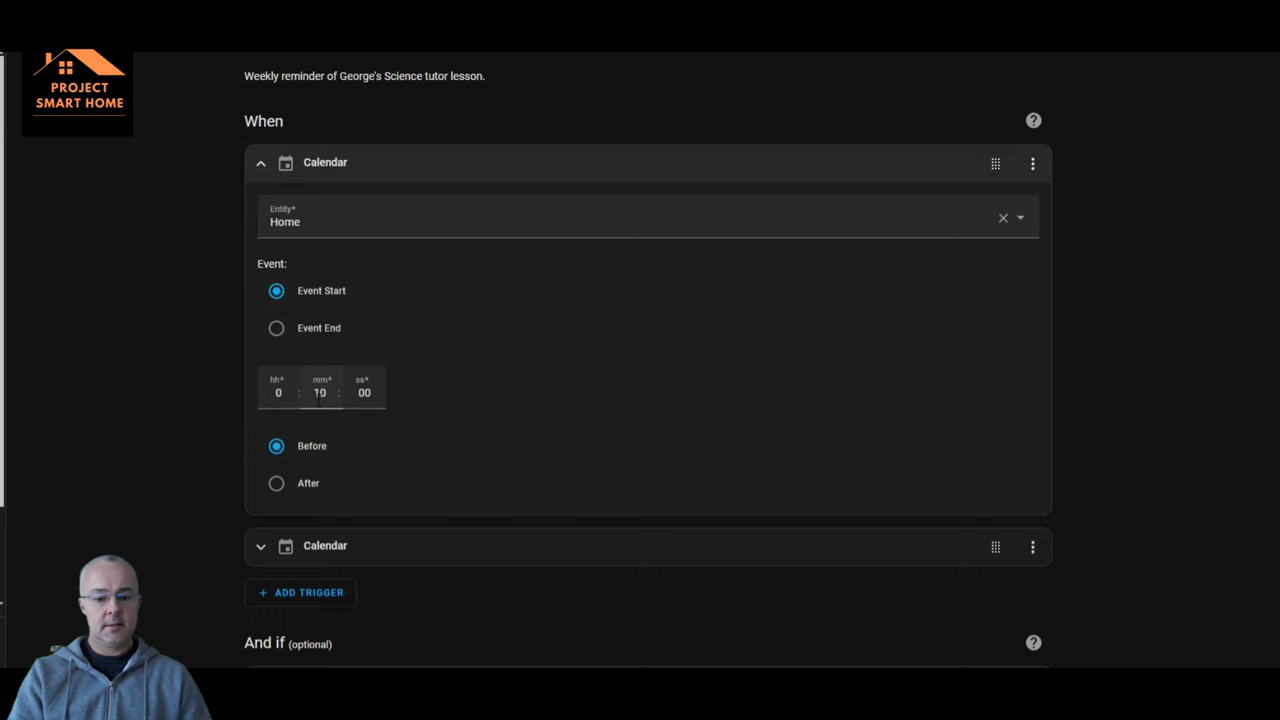 PROJECT
SMART HOME
Weekly reminder of George's Science tutor lesson.
When
Calendar
Entity*
Home
Event:
Event Start
Event End
hh* mm* ss*
0 : 10 : 00
Before
After
Calendar
+ ADD TRIGGER
And if (optional)